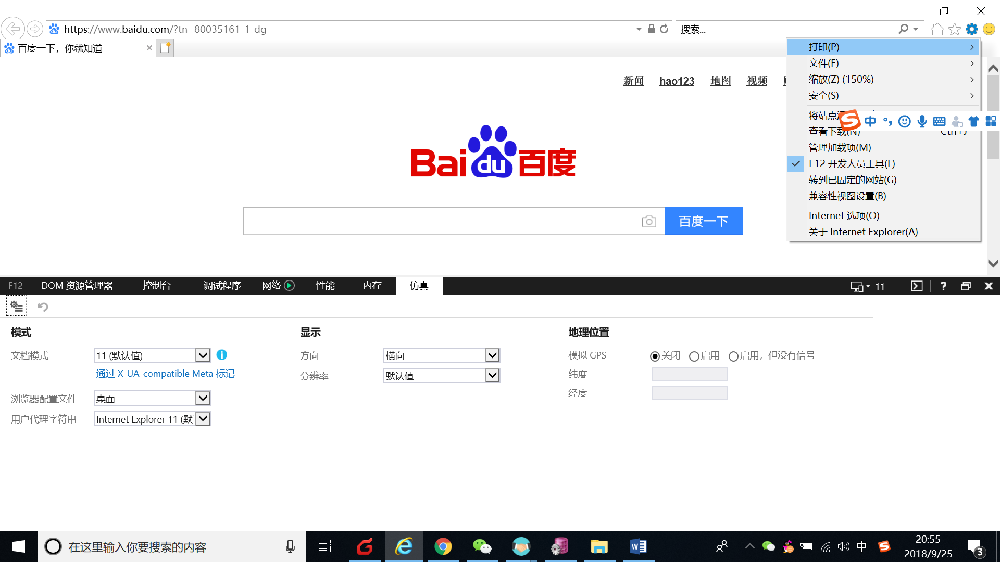 https://www.baidu.com/?tn=80035161_1_dg
搜索...
百度一下，你就知道
打印(P)
文件(F)
缩放(Z) (150%)
安全(S)
将站点
查看下载(N) Ctrl+J
管理加载项(M)
F12 开发人员工具(L)
转到已固定的网站(G)
兼容性视图设置(B)
Internet 选项(O)
关于 Internet Explorer(A)
新闻 hao123 地图 视频
S 中
Bai du 百度
百度一下
F12 DOM 资源管理器 控制台 调试程序 网络 性能 内存 仿真 11 ?
模式 显示 地理位置
文档模式 11 (默认值) 方向 横向 模拟 GPS 关闭 启用 启用，但没有信号
通过 X-UA-compatible Meta 标记 分辨率 默认值 纬度
经度
浏览器配置文件 桌面
用户代理字符串 Internet Explorer 11 (默
在这里输入你要搜索的内容
中 S
20:55
2018/9/25
3